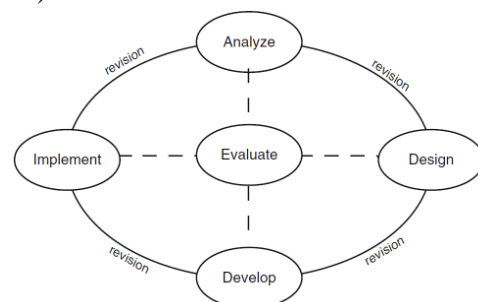 )
Analyze
revision
revision
Implement
Evaluate
Design
revision
revision
Develop